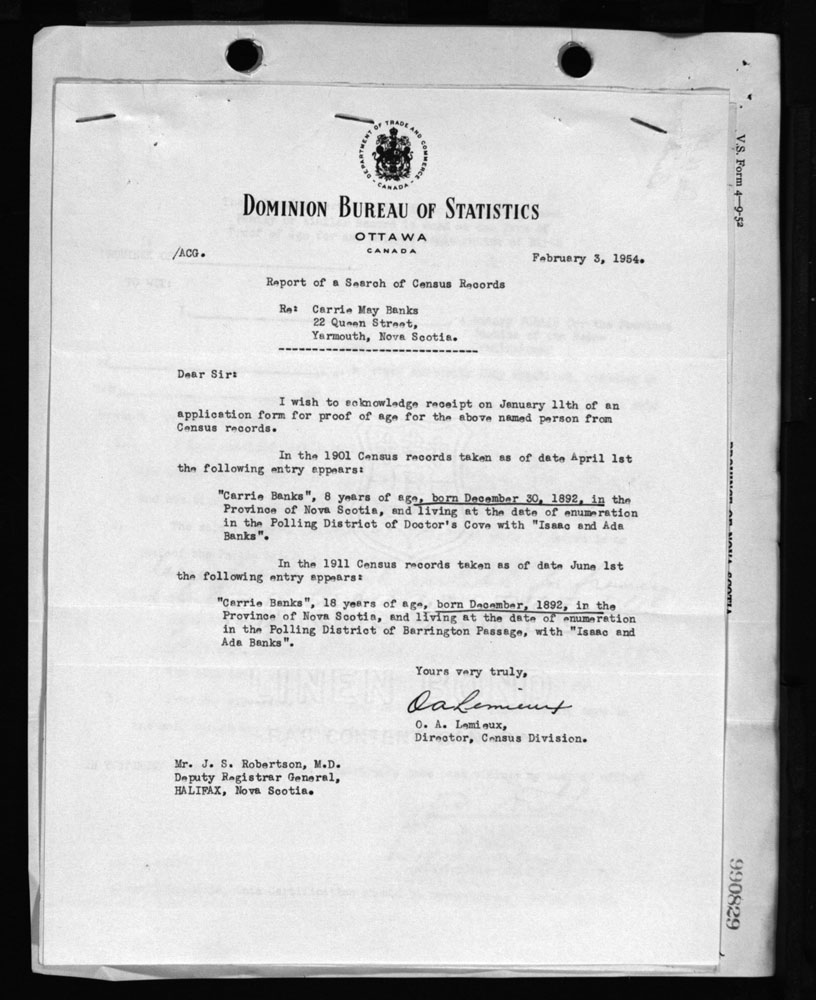 DEPARTMENT OF TRADE AND COMMERCE
CANADA
DOMINION BUREAU OF STATISTICS
OTTAWA
CANADA
/ACG.
February 3, 1954.
Report of a Search of Census Records
Re: Carrie May Banks
22 Queen Street,
Yarmouth, Nova Scotia.
Dear Sir:
I wish to acknowledge receipt on January 11th of an
application form for proof of age for the above named person from
Census records.
In the 1901 Census records taken as of date April 1st
the following entry appears:
"Carrie Banks", 8 years of age, born December 30, 1892, in the
Province of Nova Scotia, and living at the date of enumeration
in the Polling District of Doctor's Cove with "Isaac and Ada
Banks".
In the 1911 Census records taken as of date June 1st
the following entry appears:
"Carrie Banks", 18 years of age, born December, 1892, in the
Province of Nova Scotia, and living at the date of enumeration
in the Polling District of Barrington Passage, with "Isaac and
Ada Banks".
Yours very truly,
O A Lemieux
O. A. Lemieux,
Director, Census Division.
Mr. J. S. Robertson, M.D.
Deputy Registrar General,
HALIFAX, Nova Scotia.
V.S. Form 4—9-52
PROVINCE OF NOVA SCOTIA
990829
LINEN BOND